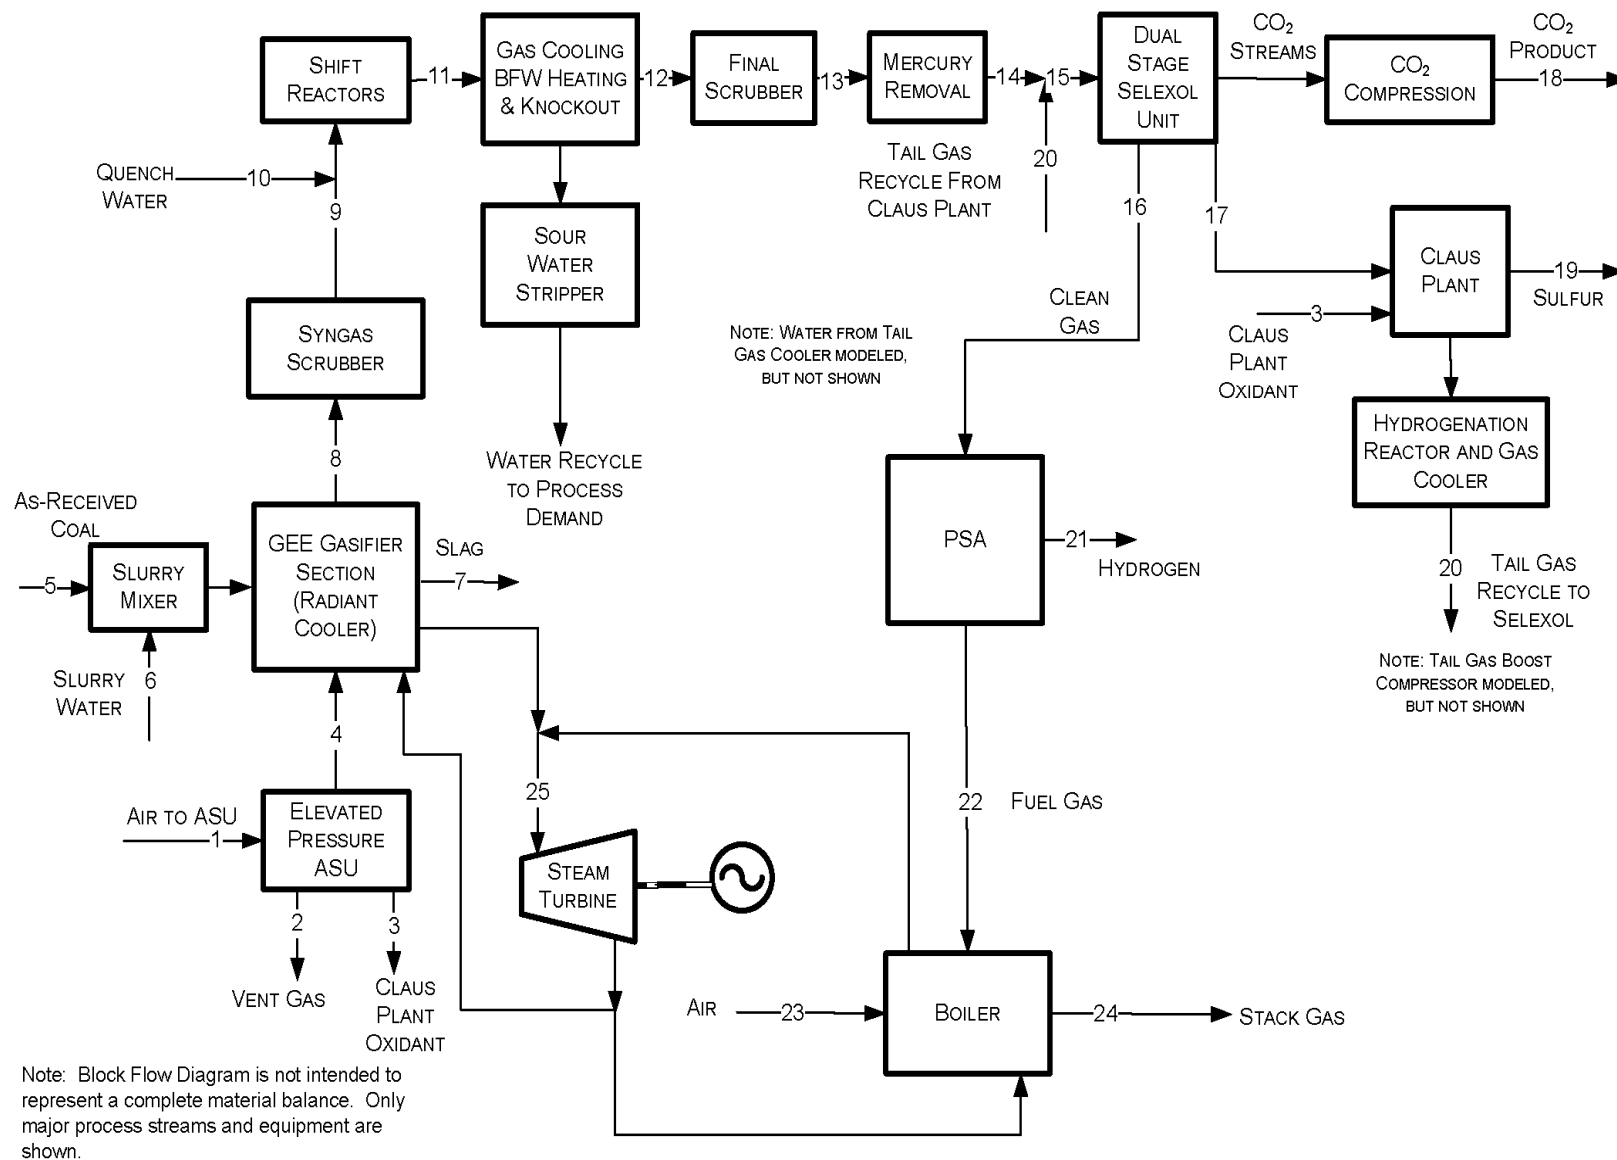 SHIFT
REACTORS
11
GAS COOLING
BFW HEATING
& KNOCKOUT
12
FINAL
SCRUBBER
13
MERCURY
REMOVAL
14
15
DUAL
STAGE
SELEXOL
UNIT
CO2
STREAMS
CO2
COMPRESSION
CO2
PRODUCT
18
QUENCH
WATER
10
9
TAIL GAS
RECYCLE FROM
CLAUS PLANT
20
16
17
SOUR
WATER
STRIPPER
CLAUS
PLANT
19
SULFUR
3
CLAUS
PLANT
OXIDANT
CLEAN
GAS
NOTE: WATER FROM TAIL
GAS COOLER MODELED,
BUT NOT SHOWN
SYNGAS
SCRUBBER
8
WATER RECYCLE
TO PROCESS
DEMAND
HYDROGENATION
REACTOR AND GAS
COOLER
20
TAIL GAS
RECYCLE TO
SELEXOL
NOTE: TAIL GAS BOOST
COMPRESSOR MODELED,
BUT NOT SHOWN
AS-RECEIVED
COAL
5
SLURRY
MIXER
SLURRY
WATER
6
GEE GASIFIER
SECTION
(RADIANT
COOLER)
SLAG
7
PSA
21
HYDROGEN
4
25
22
FUEL GAS
AIR TO ASU
1
ELEVATED
PRESSURE
ASU
2
VENT GAS
3
CLAUS
PLANT
OXIDANT
STEAM
TURBINE
AIR
23
BOILER
24
STACK GAS
Note: Block Flow Diagram is not intended to
represent a complete material balance. Only
major process streams and equipment are
shown.